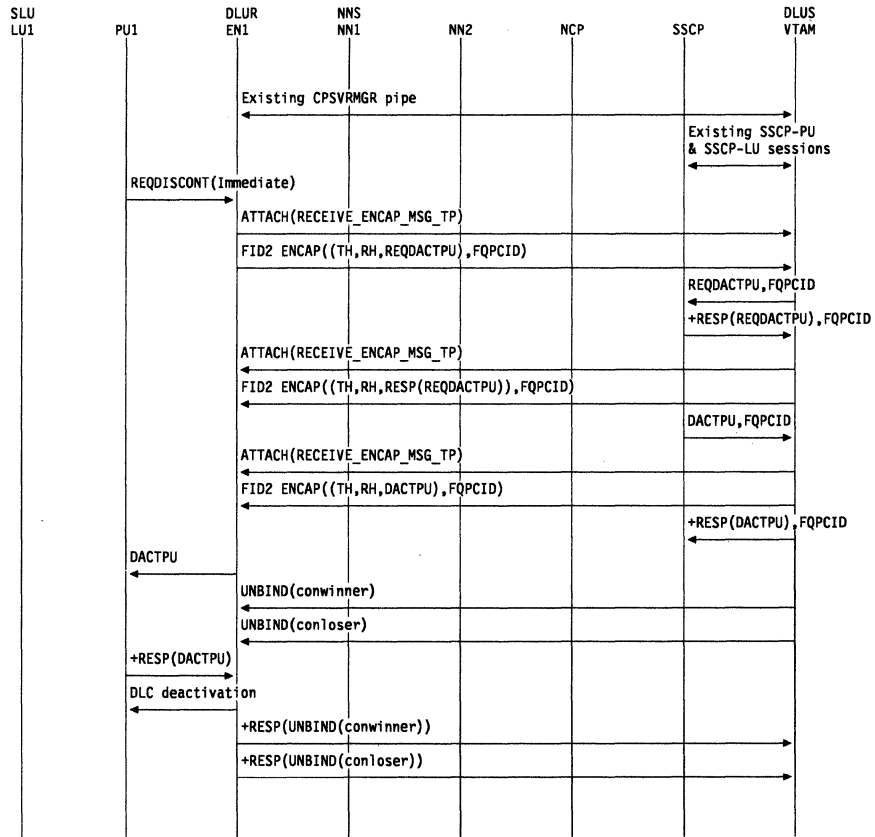 SLU DLUR NNS DLUS
LU1 PU1 EN1 NN1 NN2 NCP SSCP VTAM
Existing CPSVRMGR pipe
Existing SSCP-PU
& SSCP-LU sessions
REQDISCONT(Immediate)
ATTACH(RECEIVE_ENCAP_MSG_TP)
FID2 ENCAP((TH,RH,REQDACTPU),FQPCID)
REQDACTPU,FQPCID
+RESP(REQDACTPU),FQPCID
ATTACH(RECEIVE_ENCAP_MSG_TP)
FID2 ENCAP((TH,RH,RESP(REQDACTPU)),FQPCID)
DACTPU,FQPCID
ATTACH(RECEIVE_ENCAP_MSG_TP)
FID2 ENCAP((TH,RH,DACTPU),FQPCID)
+RESP(DACTPU),FQPCID
DACTPU
UNBIND(conwinner)
UNBIND(conloser)
+RESP(DACTPU)
DLC deactivation
+RESP(UNBIND(conwinner))
+RESP(UNBIND(conloser))